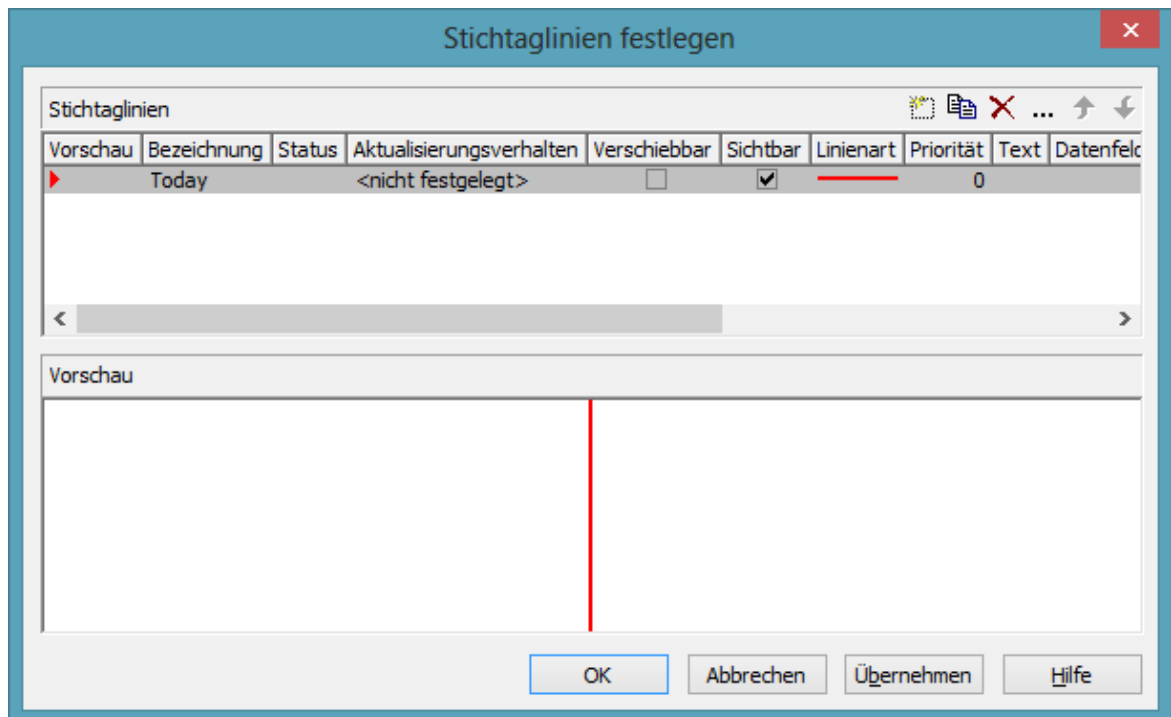 Stichtaglinien festlegen
Stichtaglinien
...
Vorschau Bezeichnung Status Aktualisierungsverhalten Verschiebbar Sichtbar Linienart Priorität Text Datenfeld
Today <nicht festgelegt> 0
Vorschau
OK Abbrechen Übernehmen Hilfe